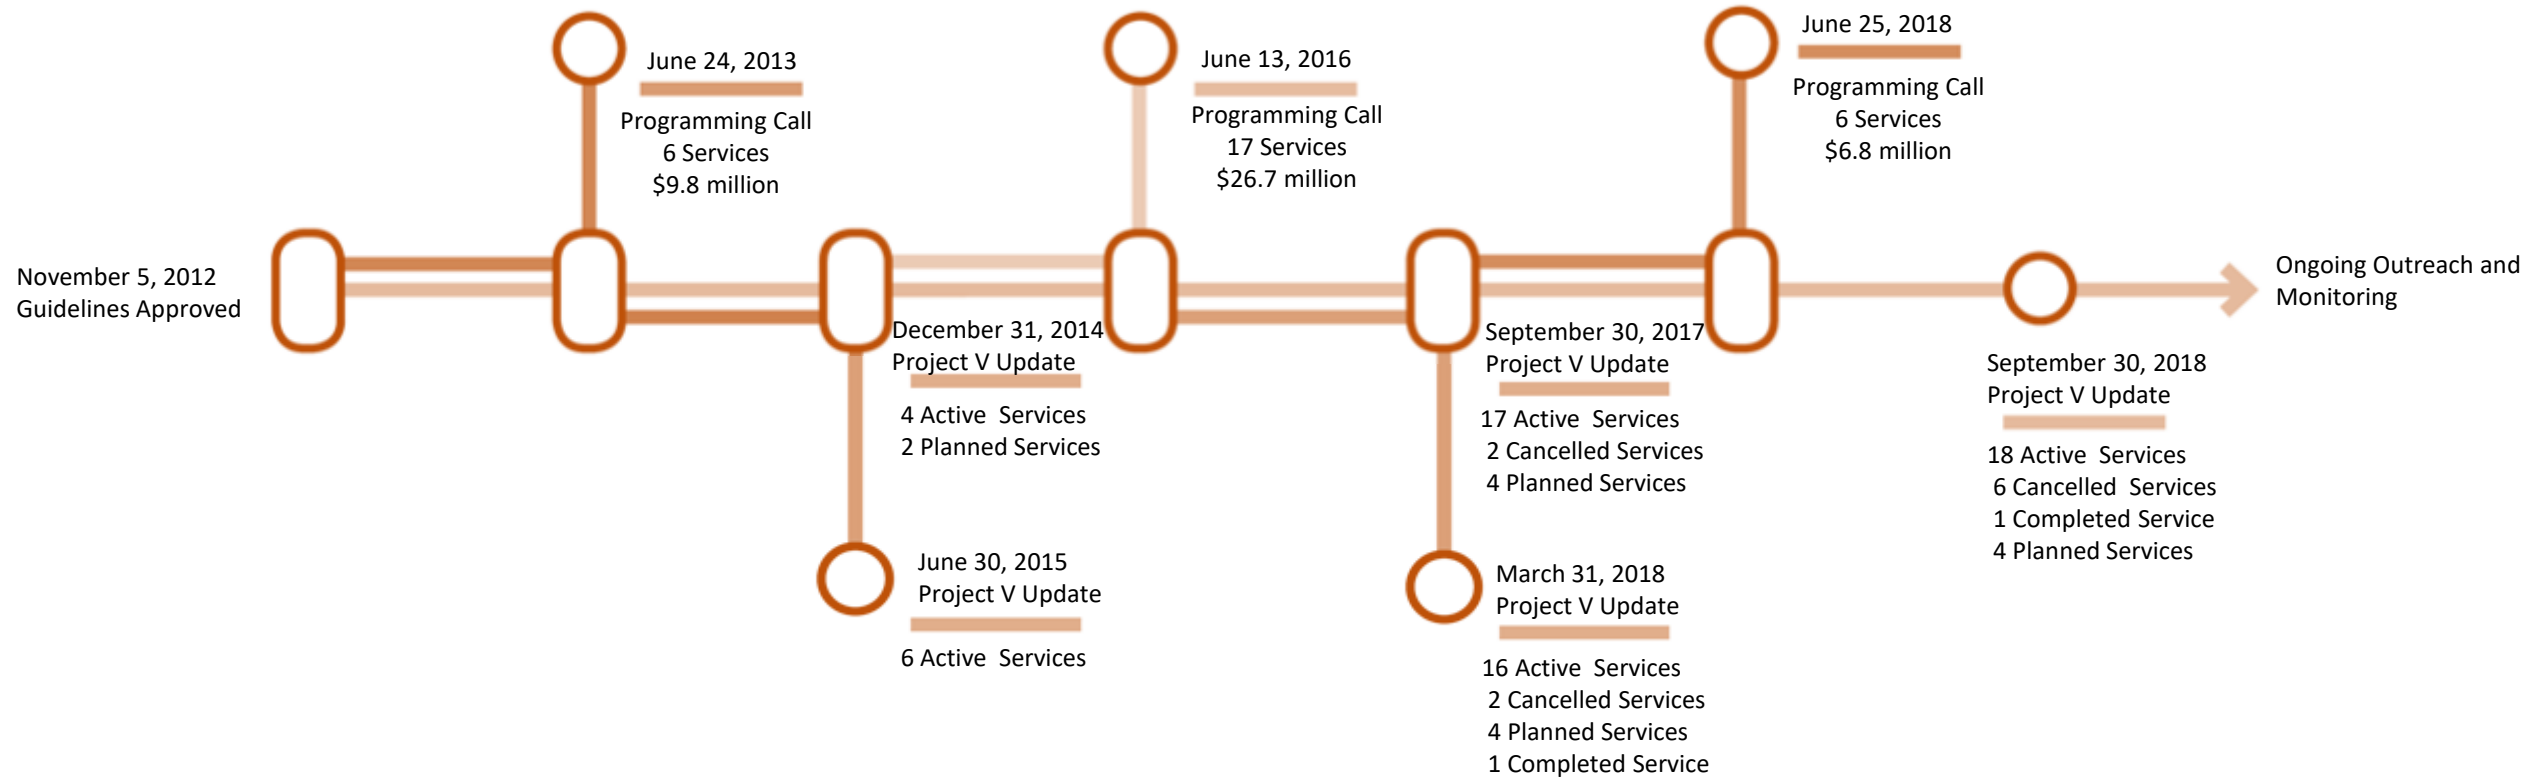 November 5, 2012
Guidelines Approved
June 24, 2013
Programming Call
6 Services
$9.8 million
December 31, 2014
Project V Update
4 Active  Services
2 Planned Services
June 30, 2015
Project V Update
6 Active  Services
June 13, 2016
Programming Call
17 Services
$26.7 million
September 30, 2017
Project V Update
17 Active  Services
2 Cancelled Services
4 Planned Services
March 31, 2018
Project V Update
16 Active  Services
2 Cancelled Services
4 Planned Services
1 Completed Service
June 25, 2018
Programming Call
6 Services
$6.8 million
September 30, 2018
Project V Update
18 Active  Services
6 Cancelled  Services
1 Completed Service
4 Planned Services
Ongoing Outreach and
Monitoring